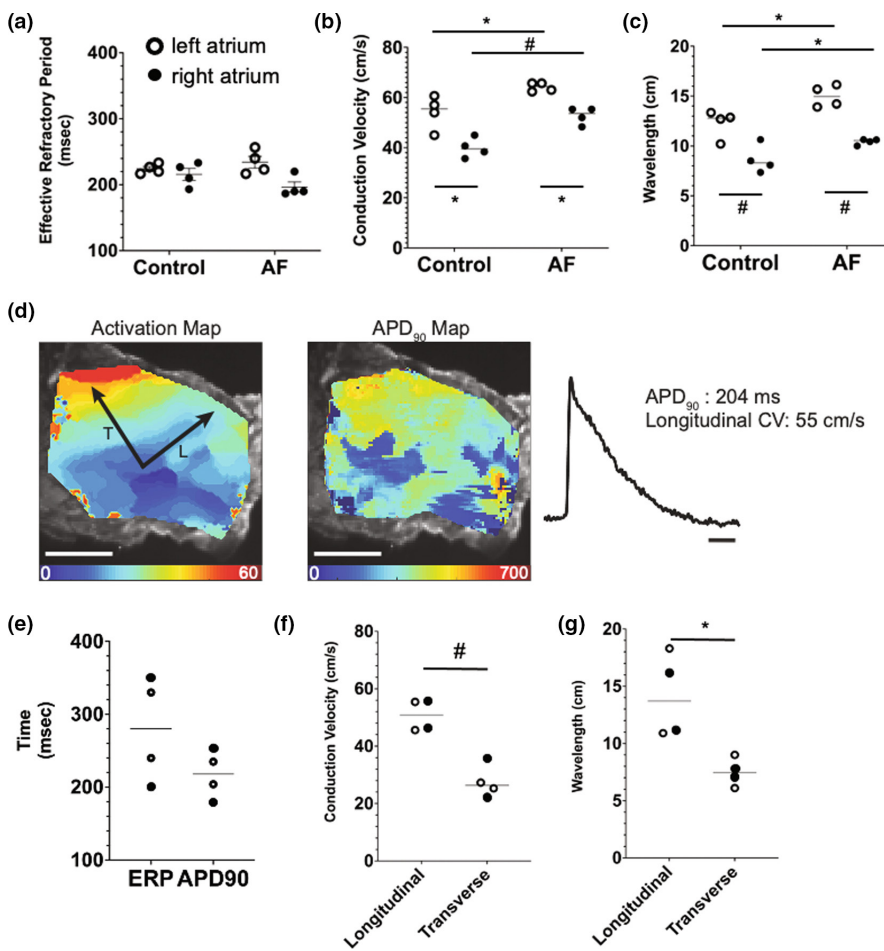 (a)
Effective Refractory Period
(msec)
400
300
200
100
left atrium
right atrium
Control
AF
(b)
Conduction Velocity (cm/s)
80
60
40
20
0
*
#
*
*
Control
AF
(c)
Wavelength (cm)
20
15
10
5
0
*
*
#
#
Control
AF
(d)
Activation Map
T
L
0
60
APD90 Map
0
700
APD90 : 204 ms
Longitudinal CV: 55 cm/s
(e)
Time
(msec)
400
300
200
100
ERP
APD90
(f)
Conduction Velocity (cm/s)
80
60
40
20
0
#
Longitudinal
Transverse
(g)
Wavelength (cm)
20
15
10
5
0
*
Longitudinal
Transverse